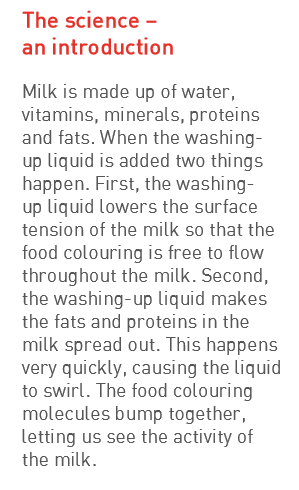 The science –
an introduction
Milk is made up of water,
vitamins, minerals, proteins
and fats. When the washing-
up liquid is added two things
happen. First, the washing-
up liquid lowers the surface
tension of the milk so that the
food colouring is free to flow
throughout the milk. Second,
the washing-up liquid makes
the fats and proteins in the
milk spread out. This happens
very quickly, causing the liquid
to swirl. The food colouring
molecules bump together,
letting us see the activity of
the milk.